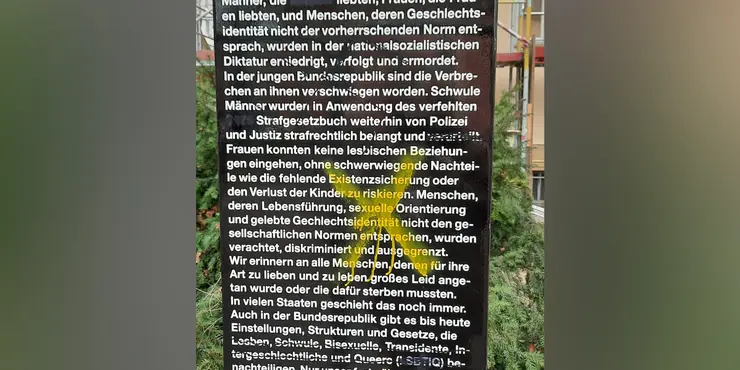 Männer, die liebten, Frauen, die Frau-
en liebten, und Menschen, deren Geschlechts-
identität nicht der vorherrschenden Norm ent-
sprach, wurden in der nationalsozialistischen
Diktatur entiedrigt, verfolgt und ermordet.
In der jungen Bundesrepublik sind die Verbre-
chen an ihnen verschwiegen worden. Schwule
Männer wurden in Anwendung des verfehlten
Strafgesetzbuch weiterhin von Polizei
und Justiz strafrechtlich belangt und verurteilt.
Frauen konnten keine lesbischen Beziehun-
gen eingehen, ohne schwerwiegende Nachtei-
le wie die fehlende Existenzsicherung oder
den Verlust der Kinder zu riskieren. Menschen,
deren Lebensführung, sexuelle Orientierung
und gelebte Gechlechtsidentität nicht den ge-
sellschaftlichen Normen entsprachen, wurden
verachtet, diskriminiert und ausgegrenzt.
Wir erinnern an alle Menschen, denen für ihre
Art zu lieben und zu leben großes Leid ange-
tan wurde oder die dafür sterben mussten.
In vielen Staaten geschieht das noch immer.
Auch in der Bundesrepublik gibt es bis heute
Einstellungen, Strukturen und Gesetze, die
Lesben, Schwule, Bisexuelle, Transidente, In-
tergeschlechtliche und Queere (LSBTIQ) be-
nachteiligen. Nur